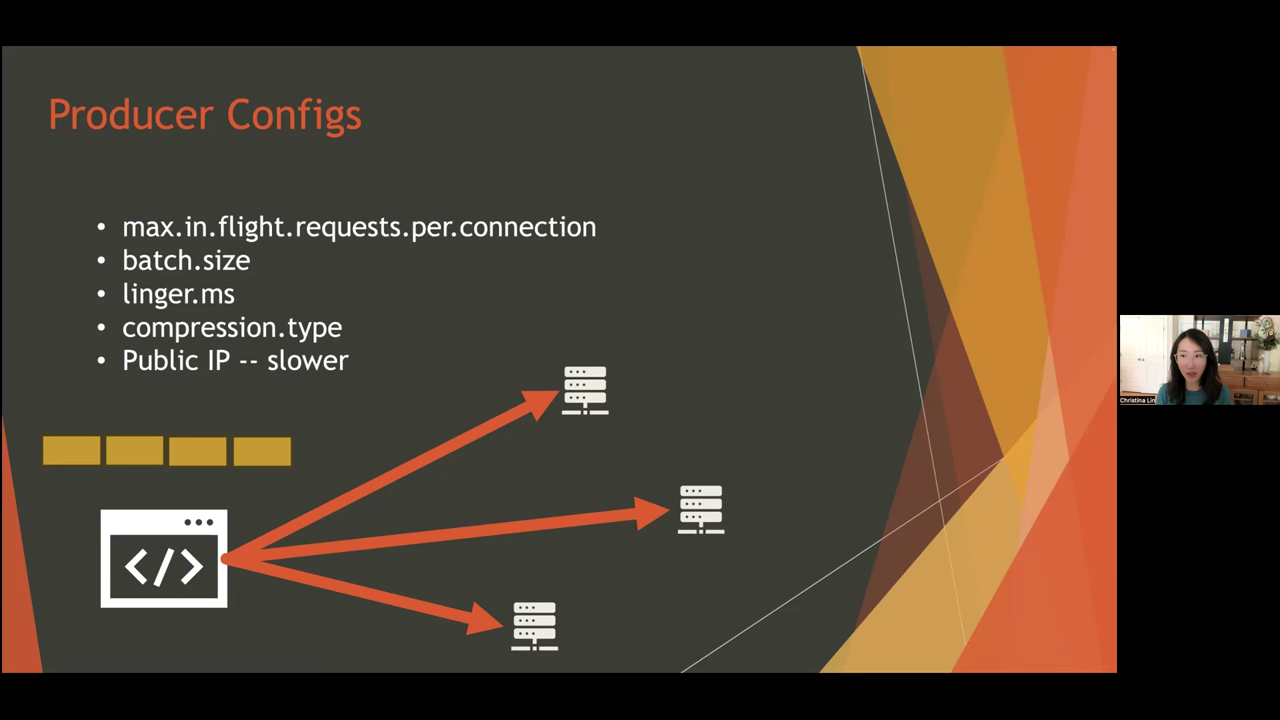 Producer Configs
• max.in.flight.requests.per.connection
• batch.size
• linger.ms
• compression.type
• Public IP -- slower
</>
Christina Lin